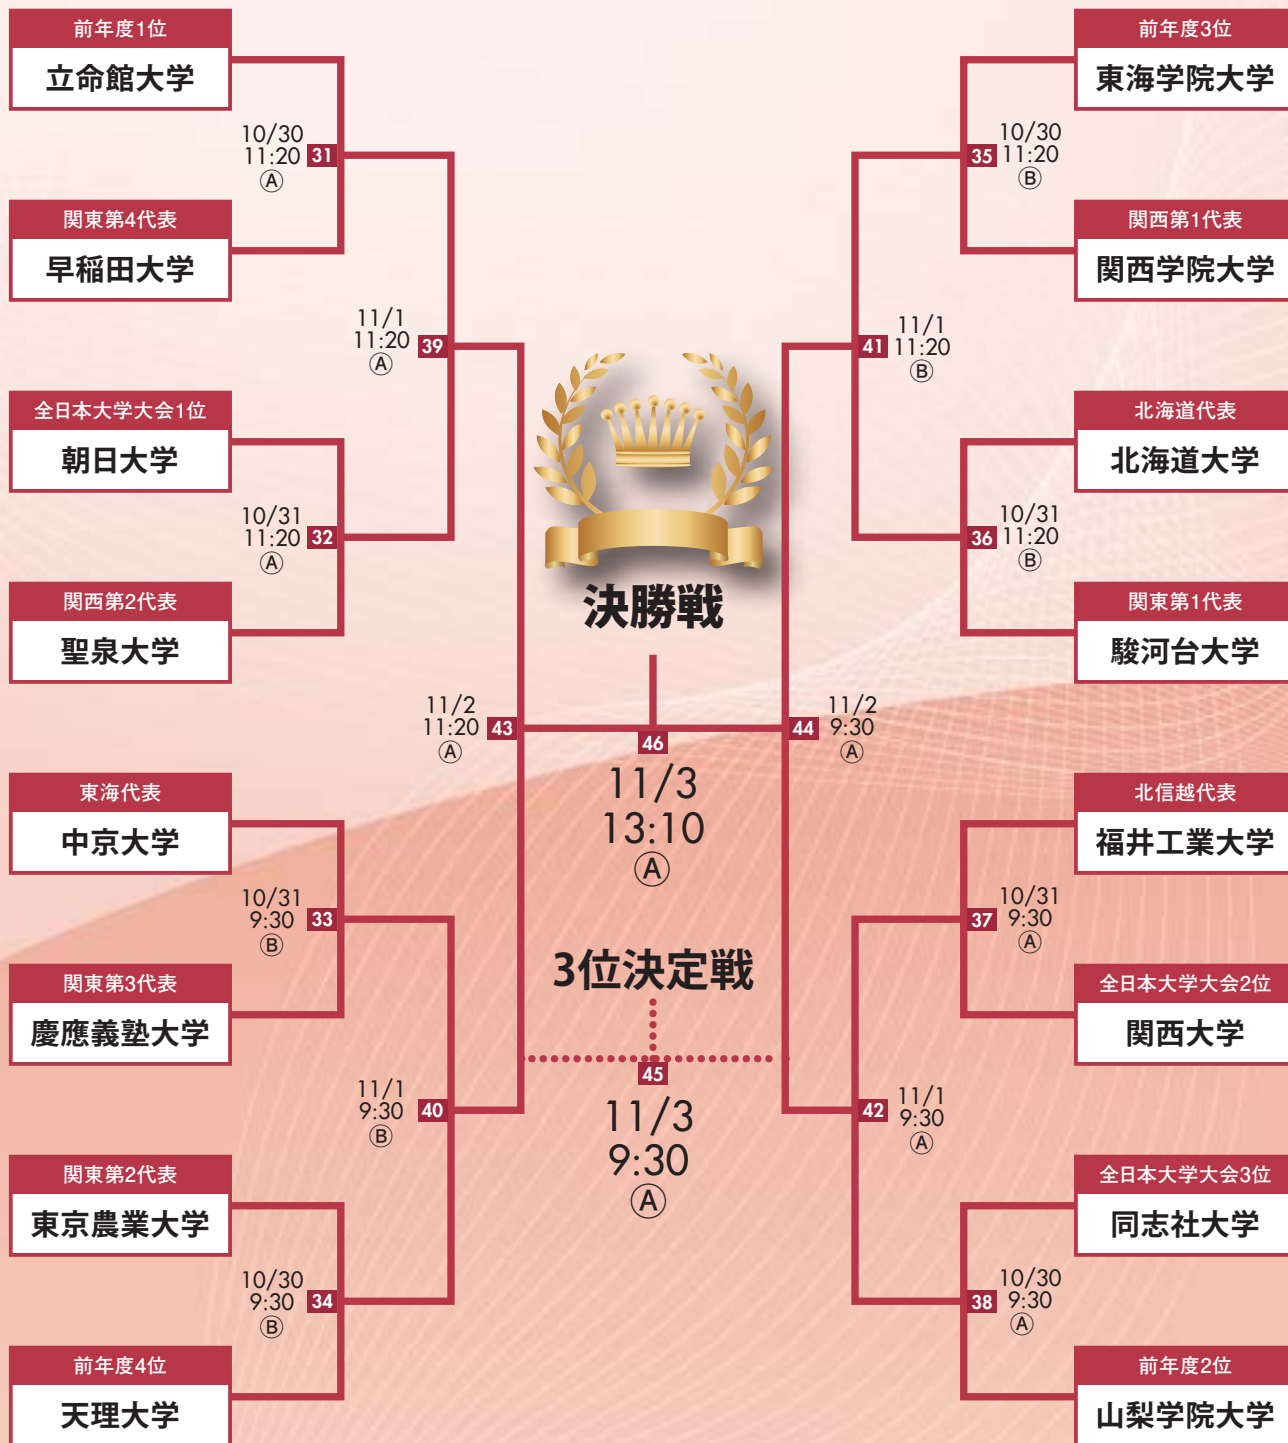 前年度1位
立命館大学
10/30
11:20
31
Ⓐ
関東第4代表
早稲田大学
11/1
11:20
39
Ⓐ
全日本大学大会1位
朝日大学
10/31
11:20
32
Ⓐ
関西第2代表
聖泉大学
11/2
11:20
43
Ⓐ
東海代表
中京大学
10/31
9:30
33
Ⓑ
関東第3代表
慶應義塾大学
11/1
9:30
40
Ⓑ
関東第2代表
東京農業大学
10/30
9:30
34
Ⓑ
前年度4位
天理大学
決勝戦
46
11/3
13:10
Ⓐ
3位決定戦
45
11/3
9:30
Ⓐ
前年度3位
東海学院大学
10/30
35
11:20
Ⓑ
関西第1代表
関西学院大学
11/1
41
11:20
Ⓑ
北海道代表
北海道大学
10/31
36
11:20
Ⓑ
関東第1代表
駿河台大学
11/2
44
9:30
Ⓐ
北信越代表
福井工業大学
10/31
37
9:30
Ⓐ
全日本大学大会2位
関西大学
11/1
42
9:30
Ⓐ
全日本大学大会3位
同志社大学
10/30
38
9:30
Ⓐ
前年度2位
山梨学院大学